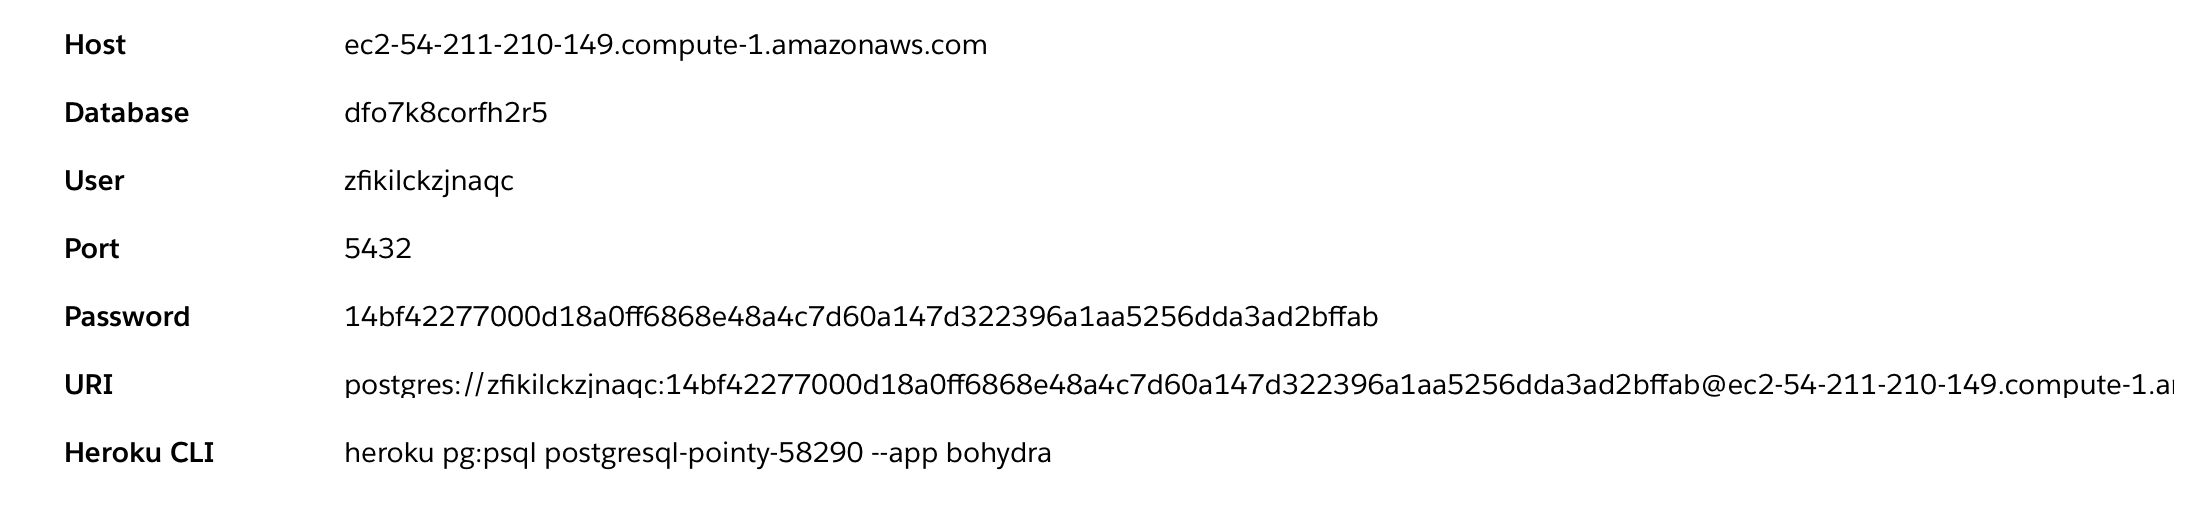 Host ec2-54-211-210-149.compute-1.amazonaws.com
Database dfo7k8corfh2r5
User zfikilckzjnaqc
Port 5432
Password 14bf42277000d18a0ff6868e48a4c7d60a147d322396a1aa5256dda3ad2bffab
URI postgres://zfikilckzjnaqc:14bf42277000d18a0ff6868e48a4c7d60a147d322396a1aa5256dda3ad2bffab@ec2-54-211-210-149.compute-1.a
Heroku CLI heroku pg:psql postgresql-pointy-58290 --app bohydra